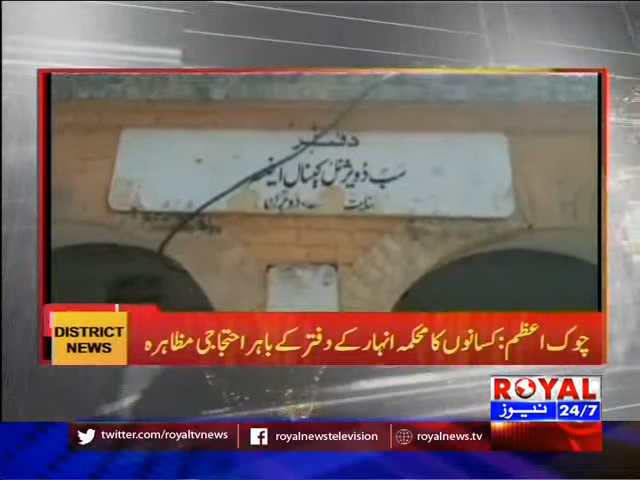 دفتر
سب ڈویژنل کینال
DISTRICT
NEWS
چوک اعظم: کسانوں کا محکمہ انہار کے دفتر کے باہر احتجاجی مظاہرہ
ROYAL
نیوز 24/7
twitter.com/royaltvnews
royalnewstelevision
royalnews.tv